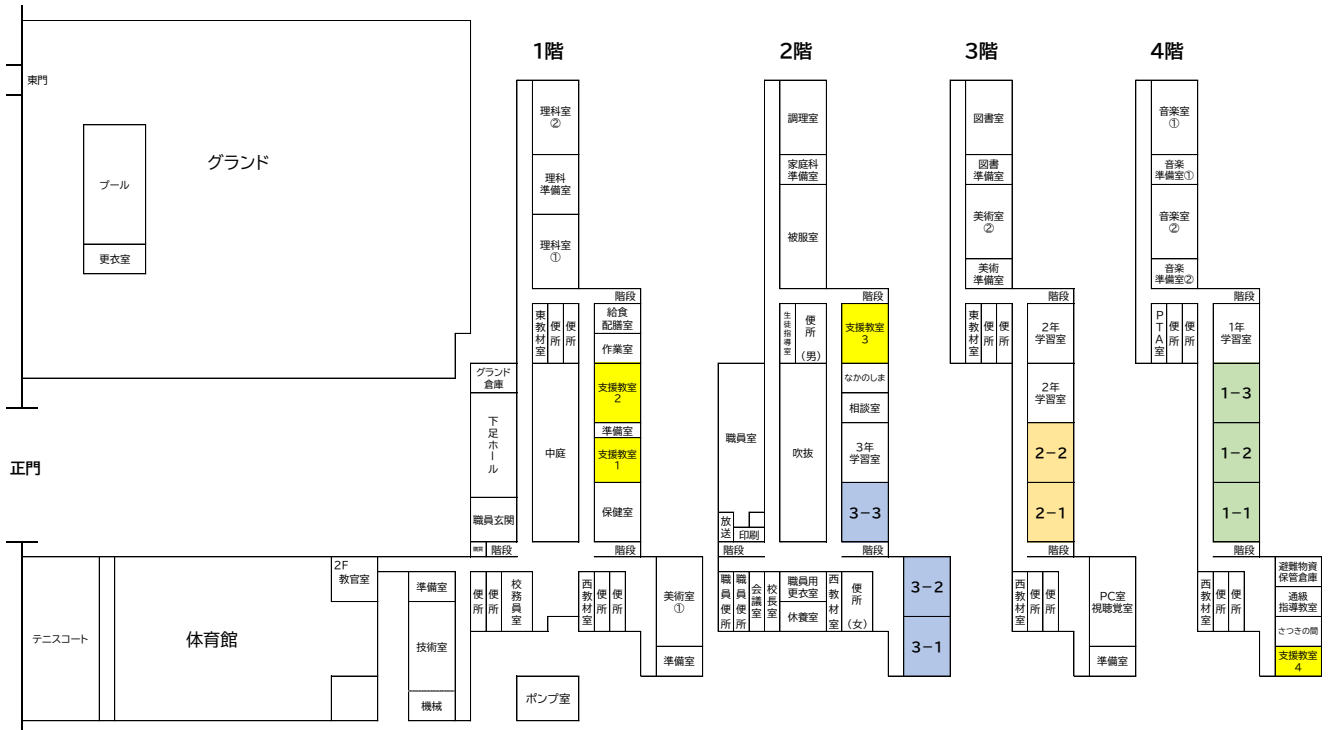 1階
2階
3階
4階
東門
プール
更衣室
グランド
正門
テニスコート
体育館
2F
教官室
準備室
技術室
機械
理科室
②
理科
準備室
理科室
①
階段
東教材室
便所
便所
給食
配膳室
作業室
グランド
倉庫
下足ホール
職員玄関
階段
中庭
支援教室
2
準備室
支援教室
1
保健室
階段
便所
便所
校務員室
西教材室
便所
便所
美術室
①
準備室
ポンプ室
調理室
家庭科
準備室
被服室
階段
生徒指導室
便所(男)
支援教室
3
職員室
吹抜
なかのしま
相談室
3年
学習室
3-3
放送
印刷
階段
階段
職員便所
職員便所
会議室
校長室
職員用
更衣室
休養室
西教材室
便所(女)
3-2
3-1
図書室
図書
準備室
美術室
②
美術
準備室
階段
東教材室
便所
便所
2年
学習室
2年
学習室
2-2
2-1
階段
西教材室
便所
便所
PC室
視聴覚室
準備室
音楽室
①
音楽
準備室①
音楽室
②
音楽
準備室②
階段
PTA室
便所
便所
1年
学習室
1-3
1-2
1-1
階段
西教材室
便所
便所
避難物資
保管倉庫
通級
指導教室
さつきの間
支援教室
4